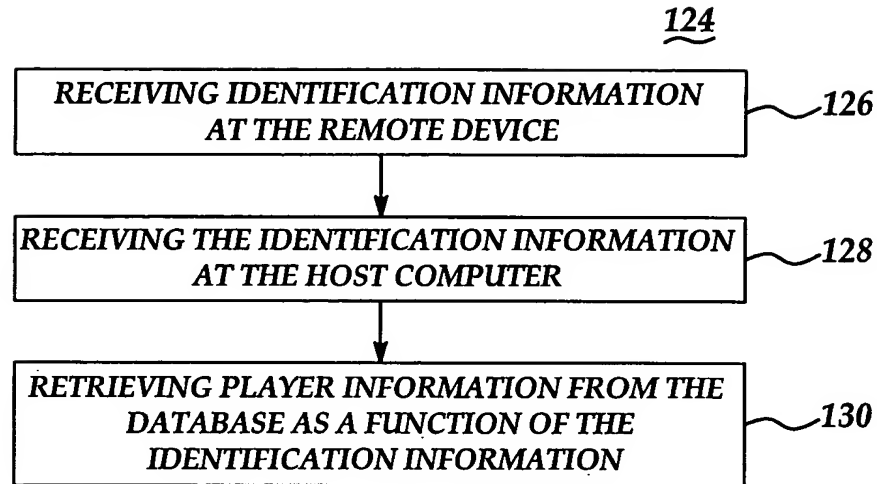 124
RECEIVING IDENTIFICATION INFORMATION
AT THE REMOTE DEVICE
126
RECEIVING THE IDENTIFICATION INFORMATION
AT THE HOST COMPUTER
128
RETRIEVING PLAYER INFORMATION FROM THE
DATABASE AS A FUNCTION OF THE
IDENTIFICATION INFORMATION
130